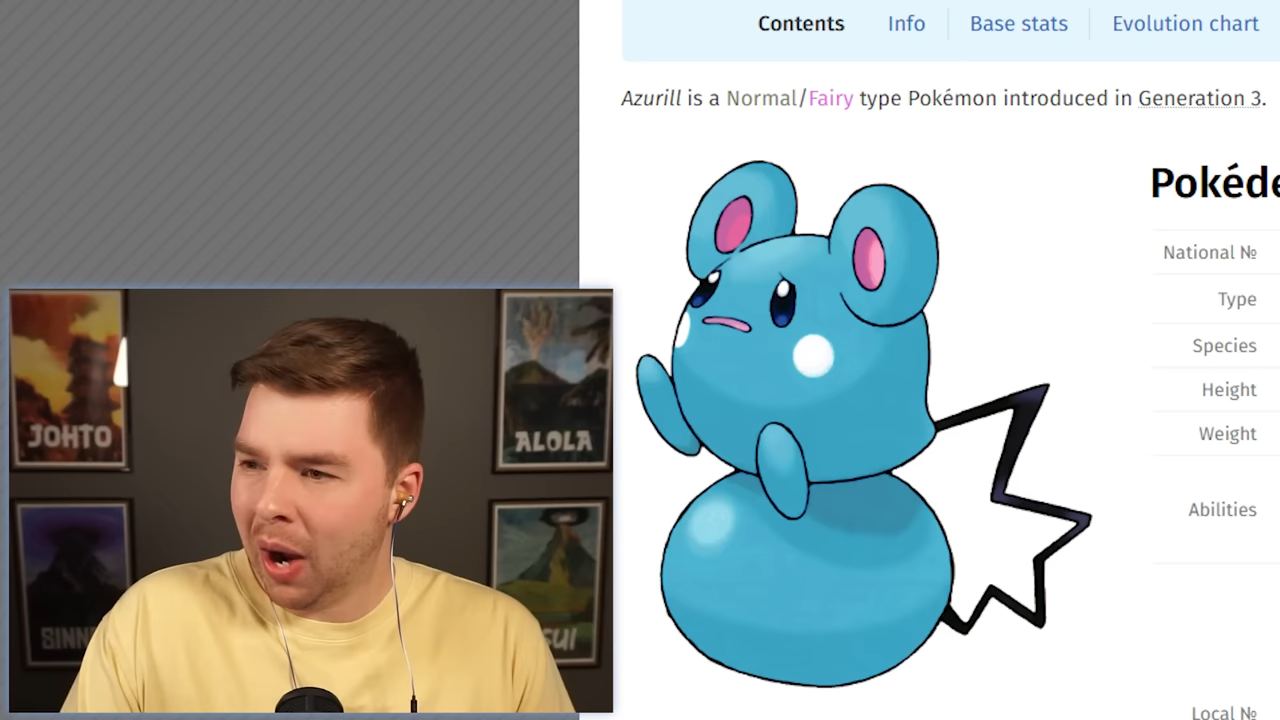 Contents Info Base stats Evolution chart
Azurill is a Normal/Fairy type Pokémon introduced in Generation 3.
National №
Type
Species
Height
Weight
Abilities
Local №
JOHTO
ALOLA